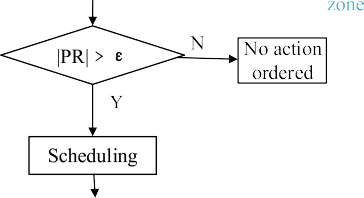 zone
|PR| > ε
N
No action
ordered
Y
Scheduling